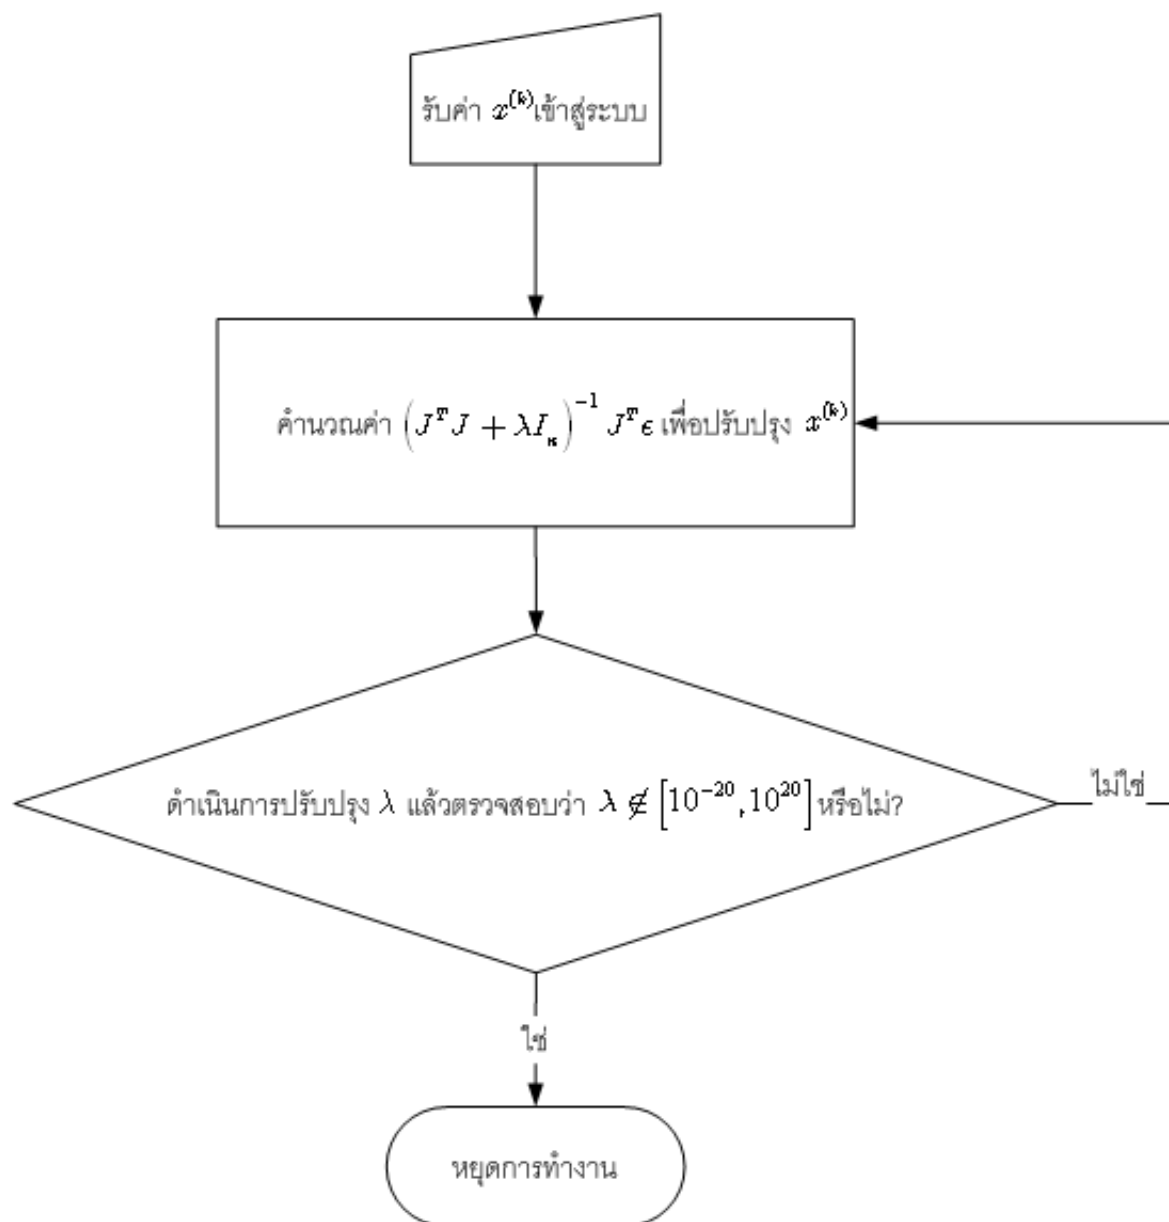 รับค่า x^{(k)}เข้าสู่ระบบ
คำนวณค่า (J^T J + λI_n)^{-1} J^T ϵ เพื่อปรับปรุง x^{(k)}
ดำเนินการปรับปรุง λ แล้วตรวจสอบว่า λ ∉ [10^{-20}, 10^{20}] หรือไม่?
ไม่ใช่
ใช่
หยุดการทำงาน